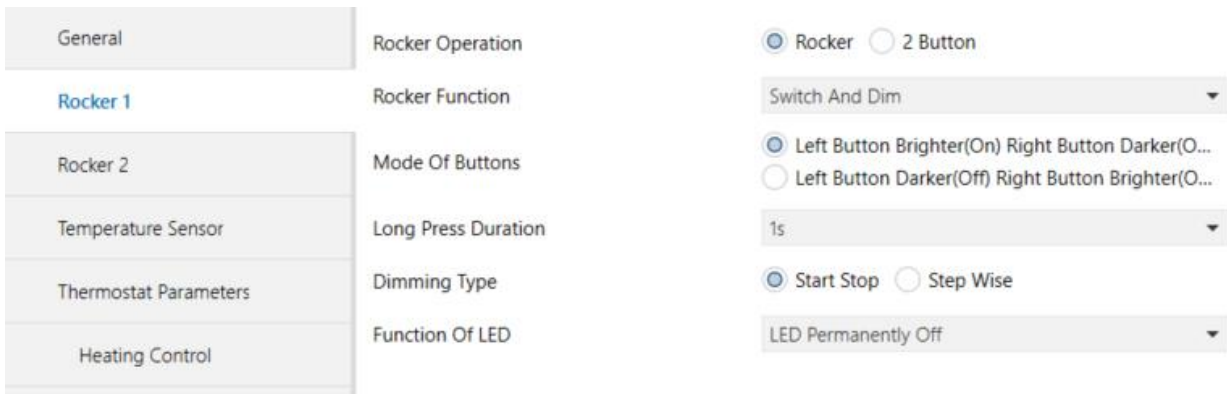 General
Rocker 1
Rocker 2
Temperature Sensor
Thermostat Parameters
Heating Control
Rocker Operation
Rocker
2 Button
Rocker Function
Switch And Dim
Mode Of Buttons
Left Button Brighter(On) Right Button Darker(O...
Left Button Darker(Off) Right Button Brighter(O...
Long Press Duration
1s
Dimming Type
Start Stop
Step Wise
Function Of LED
LED Permanently Off